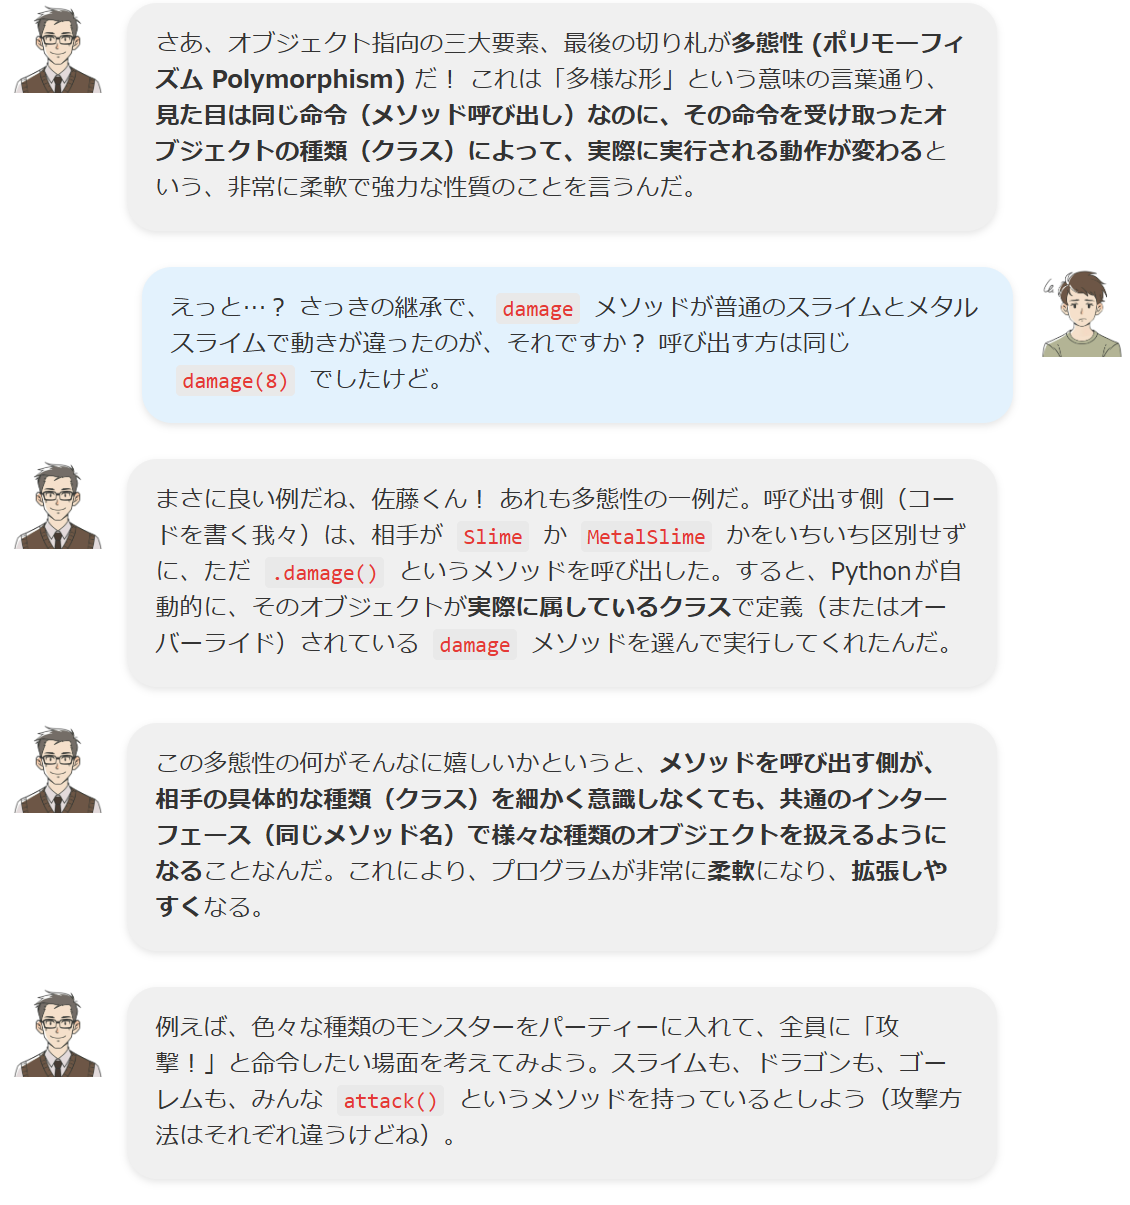 さあ、オブジェクト指向の三大要素、最後の切り札が多態性 (ポリモーフィ
ズム Polymorphism) だ！ これは「多様な形」という意味の言葉通り、
見た目は同じ命令（メソッド呼び出し）なのに、その命令を受け取ったオ
ブジェクトの種類（クラス）によって、実際に実行される動作が変わると
いう、非常に柔軟で強力な性質のことを言うんだ。
えっと…？ さっきの継承で、 damage メソッドが普通のスライムとメタル
スライムで動きが違ったのが、それですか？ 呼び出す方は同じ
damage(8) でしたけど。
まさに良い例だね、佐藤くん！ あれも多態性の一例だ。呼び出す側（コー
ドを書く我々）は、相手が Slime か MetalSlime かをいちいち区別せず
に、ただ .damage() というメソッドを呼び出した。すると、Pythonが自
動的に、そのオブジェクトが実際に属しているクラスで定義（またはオー
バーライド）されている damage メソッドを選んで実行してくれたんだ。
この多態性の何がそんなに嬉しいかというと、メソッドを呼び出す側が、
相手の具体的な種類（クラス）を細かく意識しなくても、共通のインター
フェース（同じメソッド名）で様々な種類のオブジェクトを扱えるように
なることなんだ。これにより、プログラムが非常に柔軟になり、拡張しや
すくなる。
例えば、色々な種類のモンスターをパーティーに入れて、全員に「攻
撃！」と命令したい場面を考えてみよう。スライムも、ドラゴンも、ゴー
レムも、みんな attack() というメソッドを持っているとしよう（攻撃方
法はそれぞれ違うけどね）。